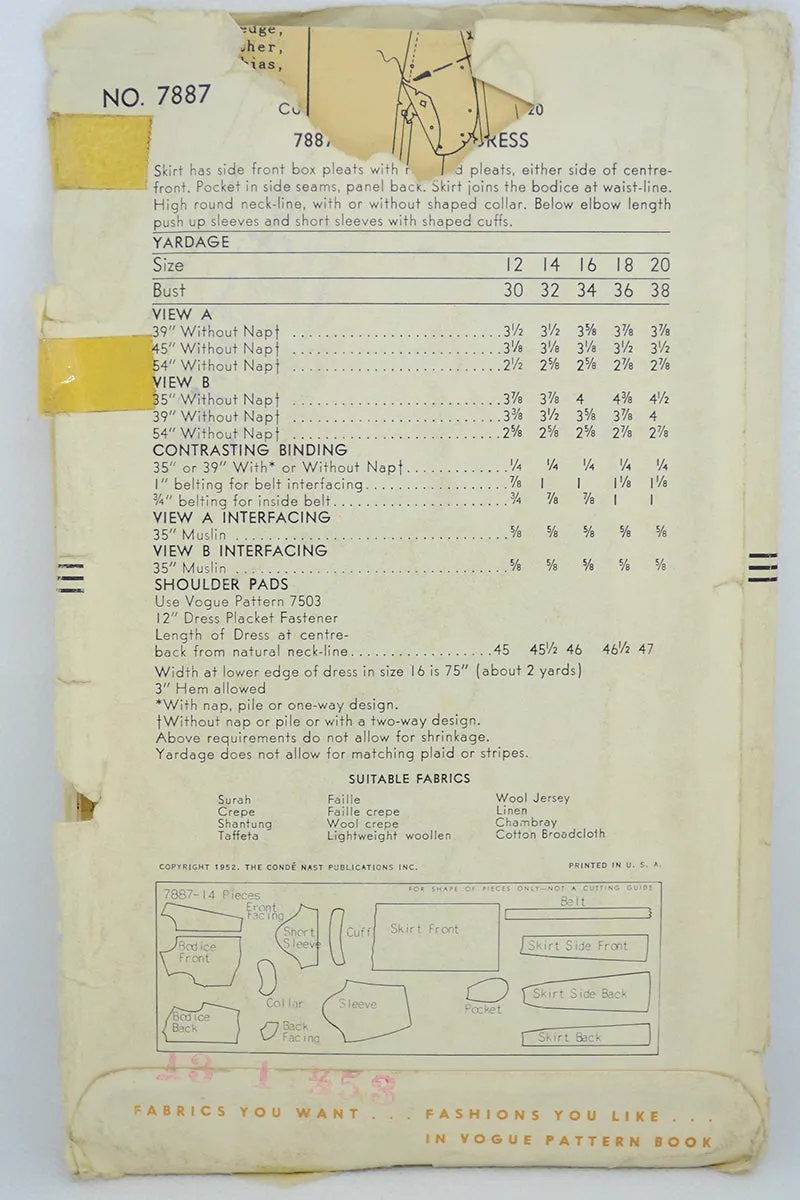 edge,
her,
bias,
NO. 7887
20
788 RESS
Skirt has side front box pleats with d pleats, either side of centre-
front. Pocket in side seams, panel back. Skirt joins the bodice at waist-line.
High round neck-line, with or without shaped collar. Below elbow length
push up sleeves and short sleeves with shaped cuffs.
YARDAGE
Size 12 14 16 18 20
Bust 30 32 34 36 38
VIEW A
39" Without Nap† 3½ 3½ 3⅝ 3⅞ 3⅞
45" Without Nap† 3⅛ 3⅛ 3⅛ 3½ 3½
54" Without Nap† 2½ 2⅝ 2⅝ 2⅞ 2⅞
VIEW B
35" Without Nap† 3⅞ 3⅞ 4 4⅜ 4½
39" Without Nap† 3⅜ 3½ 3⅝ 3⅞ 4
54" Without Nap† 2⅝ 2⅝ 2⅝ 2⅞ 2⅞
CONTRASTING BINDING
35" or 39" With* or Without Nap† ¼ ¼ ¼ ¼ ¼
1" belting for belt interfacing ⅞ 1 1 1⅛ 1⅛
¾" belting for inside belt ¾ ⅞ ⅞ 1 1
VIEW A INTERFACING
35" Muslin ⅝ ⅝ ⅝ ⅝ ⅝
VIEW B INTERFACING
35" Muslin ⅝ ⅝ ⅝ ⅝ ⅝
SHOULDER PADS
Use Vogue Pattern 7503
12" Dress Placket Fastener
Length of Dress at centre-
back from natural neck-line 45 45½ 46 46½ 47
Width at lower edge of dress in size 16 is 75" (about 2 yards)
3" Hem allowed
*With nap, pile or one-way design.
†Without nap or pile or with a two-way design.
Above requirements do not allow for shrinkage.
Yardage does not allow for matching plaid or stripes.
SUITABLE FABRICS
Surah Faille Wool Jersey
Crepe Faille crepe Linen
Shantung Wool crepe Chambray
Taffeta Lightweight woollen Cotton Broadcloth
COPYRIGHT 1952, THE CONDÉ NAST PUBLICATIONS INC. PRINTED IN U. S. A.
7887-14 Pieces FOR SHAPE OF PIECES ONLY—NOT A CUTTING GUIDE
Front
Facing
Belt
Bodice
Front
Short
Sleeve
Cuff
Skirt Front
Skirt Side Front
Collar
Sleeve
Pocket
Skirt Side Back
Bodice
Back
Back
Facing
Skirt Back
FABRICS YOU WANT . . . FASHIONS YOU LIKE . . .
IN VOGUE PATTERN BOOK